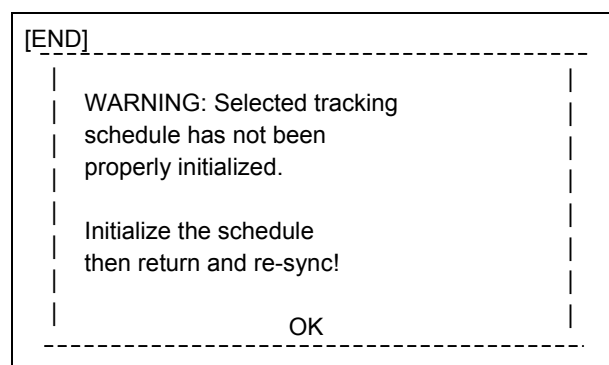 [END]
WARNING: Selected tracking
schedule has not been
properly initialized.
Initialize the schedule
then return and re-sync!
OK